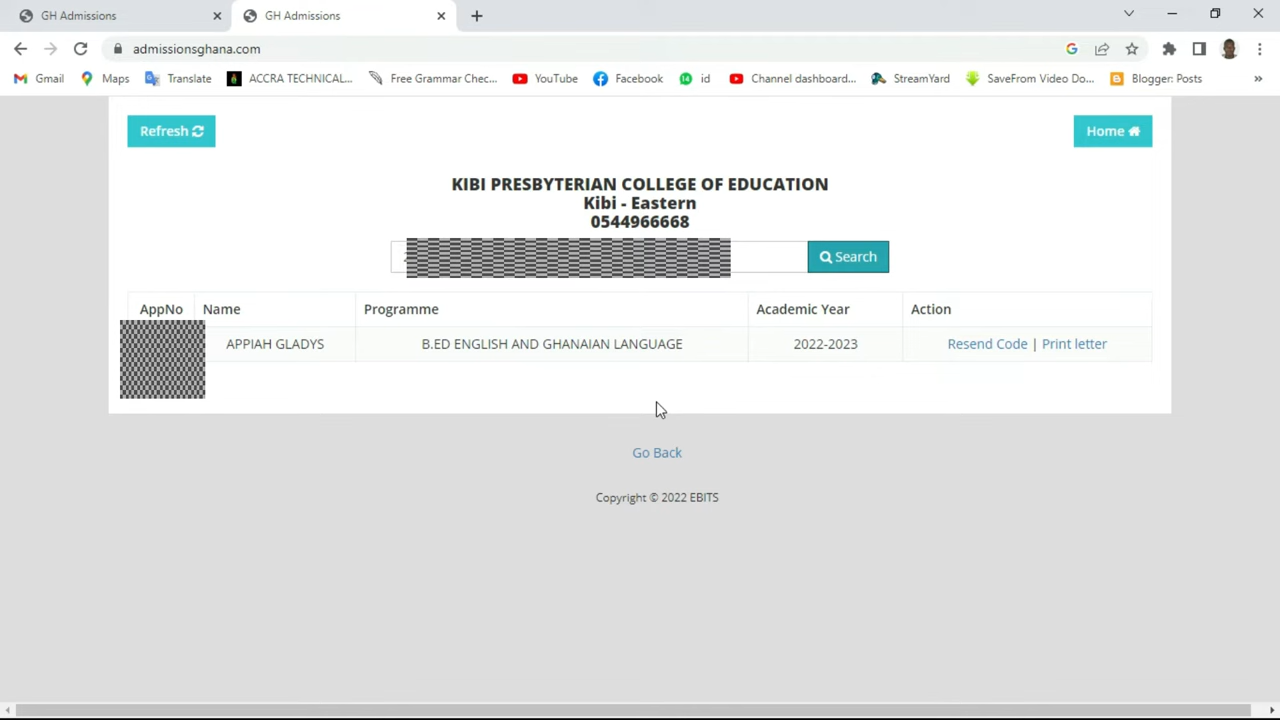 GH Admissions
GH Admissions
admissionsghana.com
Gmail
Maps
Translate
ACCRA TECHNICAL...
Free Grammar Chec...
YouTube
Facebook
id
Channel dashboard...
StreamYard
SaveFrom Video Do...
Blogger: Posts
»
Refresh
Home
KIBI PRESBYTERIAN COLLEGE OF EDUCATION
Kibi - Eastern
0544966668
Search
AppNo Name Programme Academic Year Action
APPIAH GLADYS B.ED ENGLISH AND GHANAIAN LANGUAGE 2022-2023 Resend Code | Print letter
Go Back
Copyright © 2022 EBITS